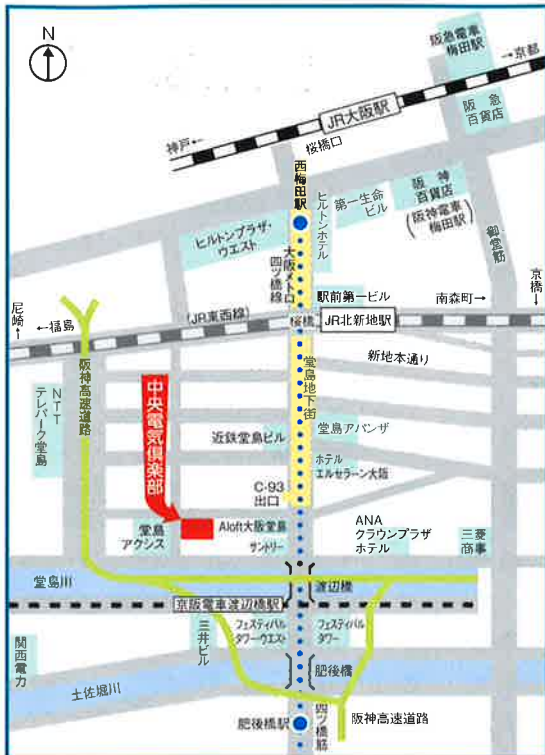 N
阪急電車
梅田駅
→京都
JR大阪駅
阪急
百貨店
神戸←
桜橋口
西梅田駅
ヒルトンホテル
第一生命
ビル
阪神
百貨店
(阪神電車
梅田駅)
御堂筋
ヒルトンプラザ・
ウエスト
大阪メトロ
四ツ橋線
駅前第一ビル
南森町→
京橋↓
尼崎↑
←福島
(JR東西線)
桜橋
JR北新地駅
新地本通り
阪神高速道路
NTT
テレパーク堂島
中央電気倶楽部
堂島地下街
近鉄堂島ビル
堂島アバンザ
ホテル
エルセラーン大阪
C-93
出口
堂島
アクシス
Aloft大阪堂島
サントリー
ANA
クラウンプラザ
ホテル
三菱
商事
堂島川
渡辺橋
京阪電車渡辺橋駅
関西電力
三井ビル
フェスティバル
タワーウエスト
フェスティバル
タワー
肥後橋
土佐堀川
肥後橋駅
四ツ橋筋
阪神高速道路